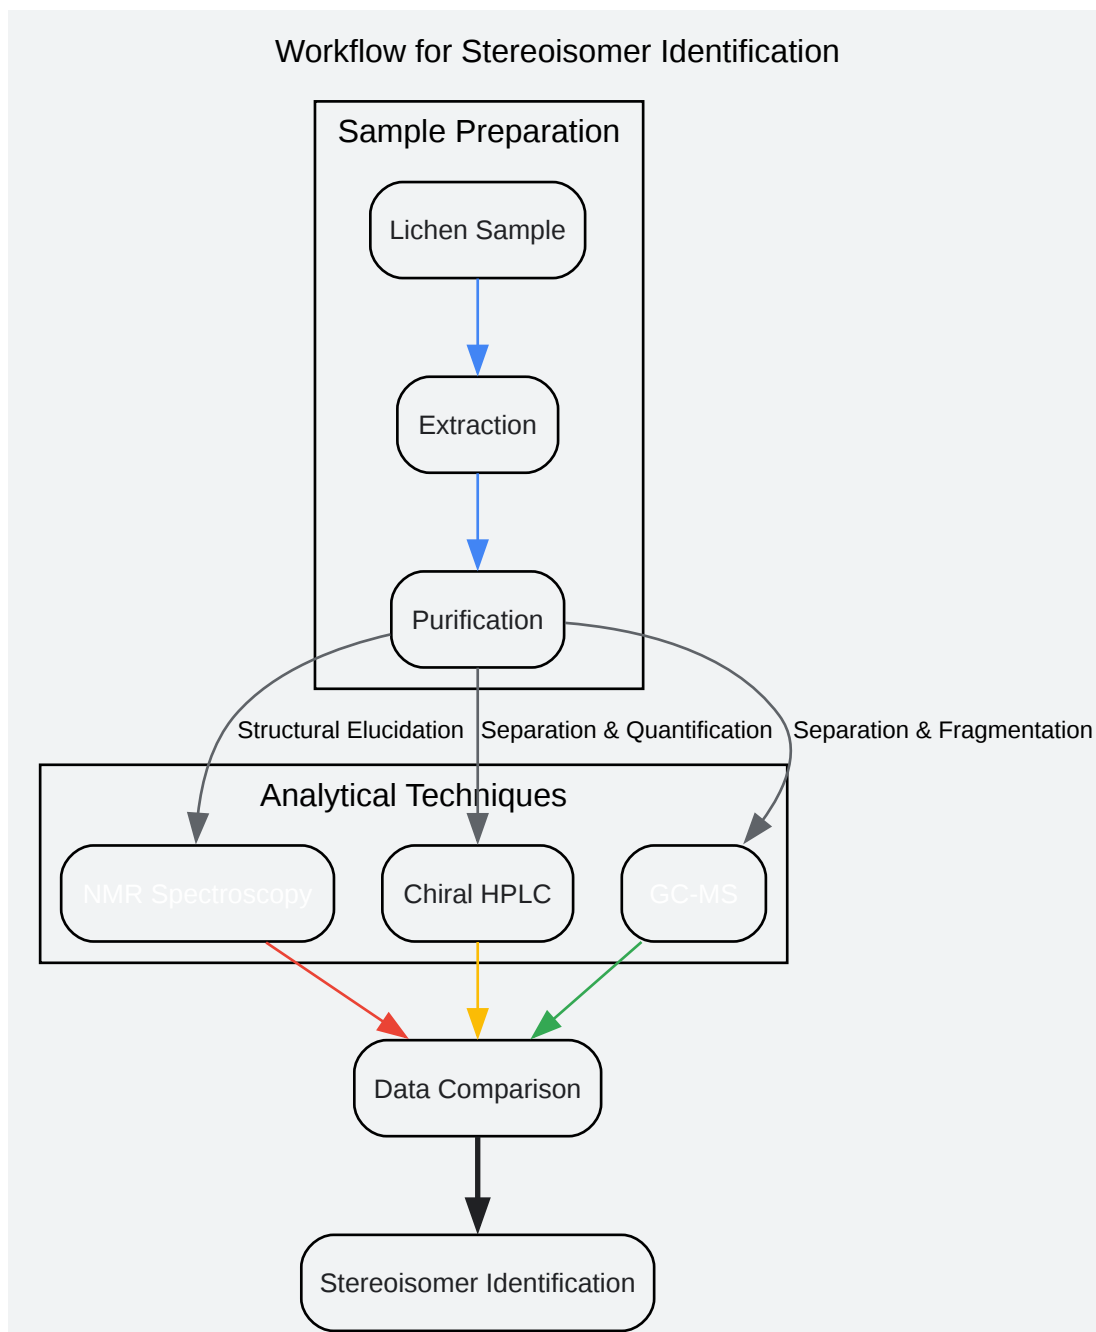 Workflow for Stereoisomer Identification
Sample Preparation
Lichen Sample
Extraction
Purification
Structural Elucidation
Separation & Quantification
Separation & Fragmentation
Analytical Techniques
NMR Spectroscopy
Chiral HPLC
GC-MS
Data Comparison
Stereoisomer Identification